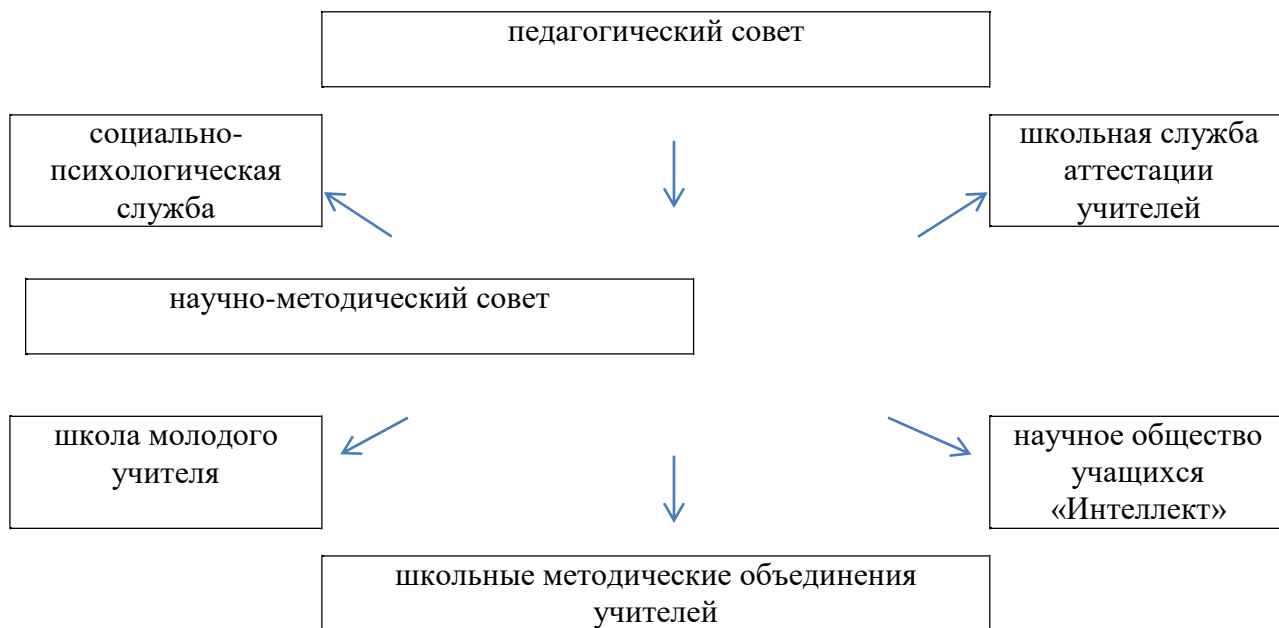 педагогический совет
социально-
психологическая
служба
школьная служба
аттестации
учителей
научно-методический совет
школа молодого
учителя
научное общество
учащихся
«Интеллект»
школьные методические объединения
учителей